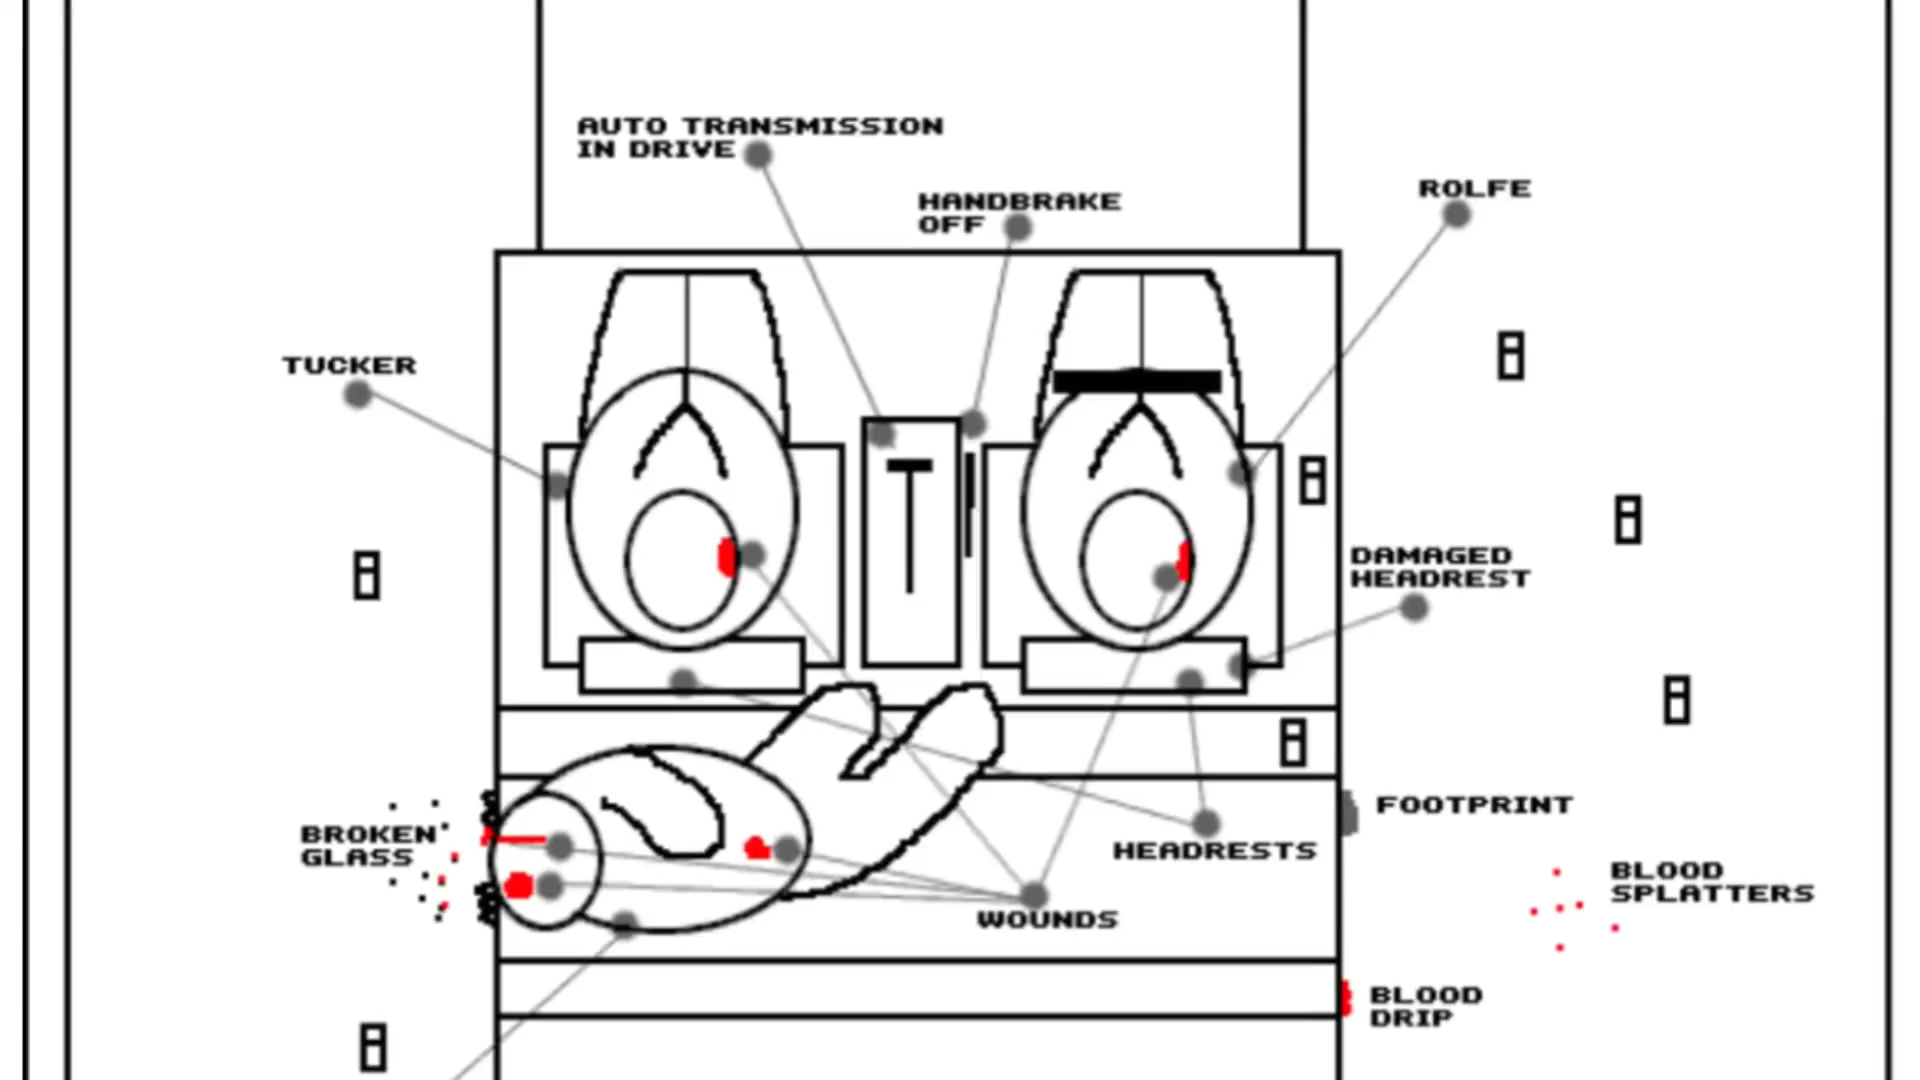 AUTO TRANSMISSION
IN DRIVE
HANDBRAKE
OFF
ROLFE
TUCKER
DAMAGED
HEADREST
BROKEN
GLASS
FOOTPRINT
HEADRESTS
BLOOD
SPLATTERS
WOUNDS
BLOOD
DRIP